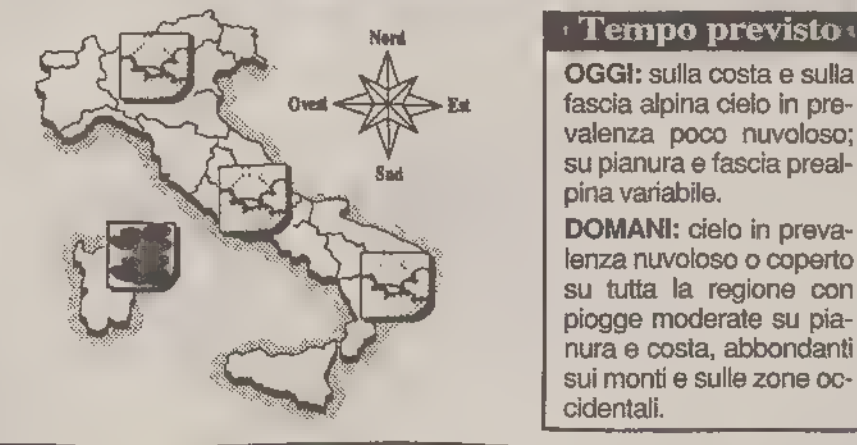 Nord
Ovest
Est
Sud
Tempo previsto
OGGI: sulla costa e sulla
fascia alpina cielo in pre-
valenza poco nuvoloso;
su pianura e fascia preal-
pina variabile.
DOMANI: cielo in preva-
lenza nuvoloso o coperto
su tutta la regione con
piogge moderate su pia-
nura e costa, abbondanti
sui monti e sulle zone oc-
cidentali.